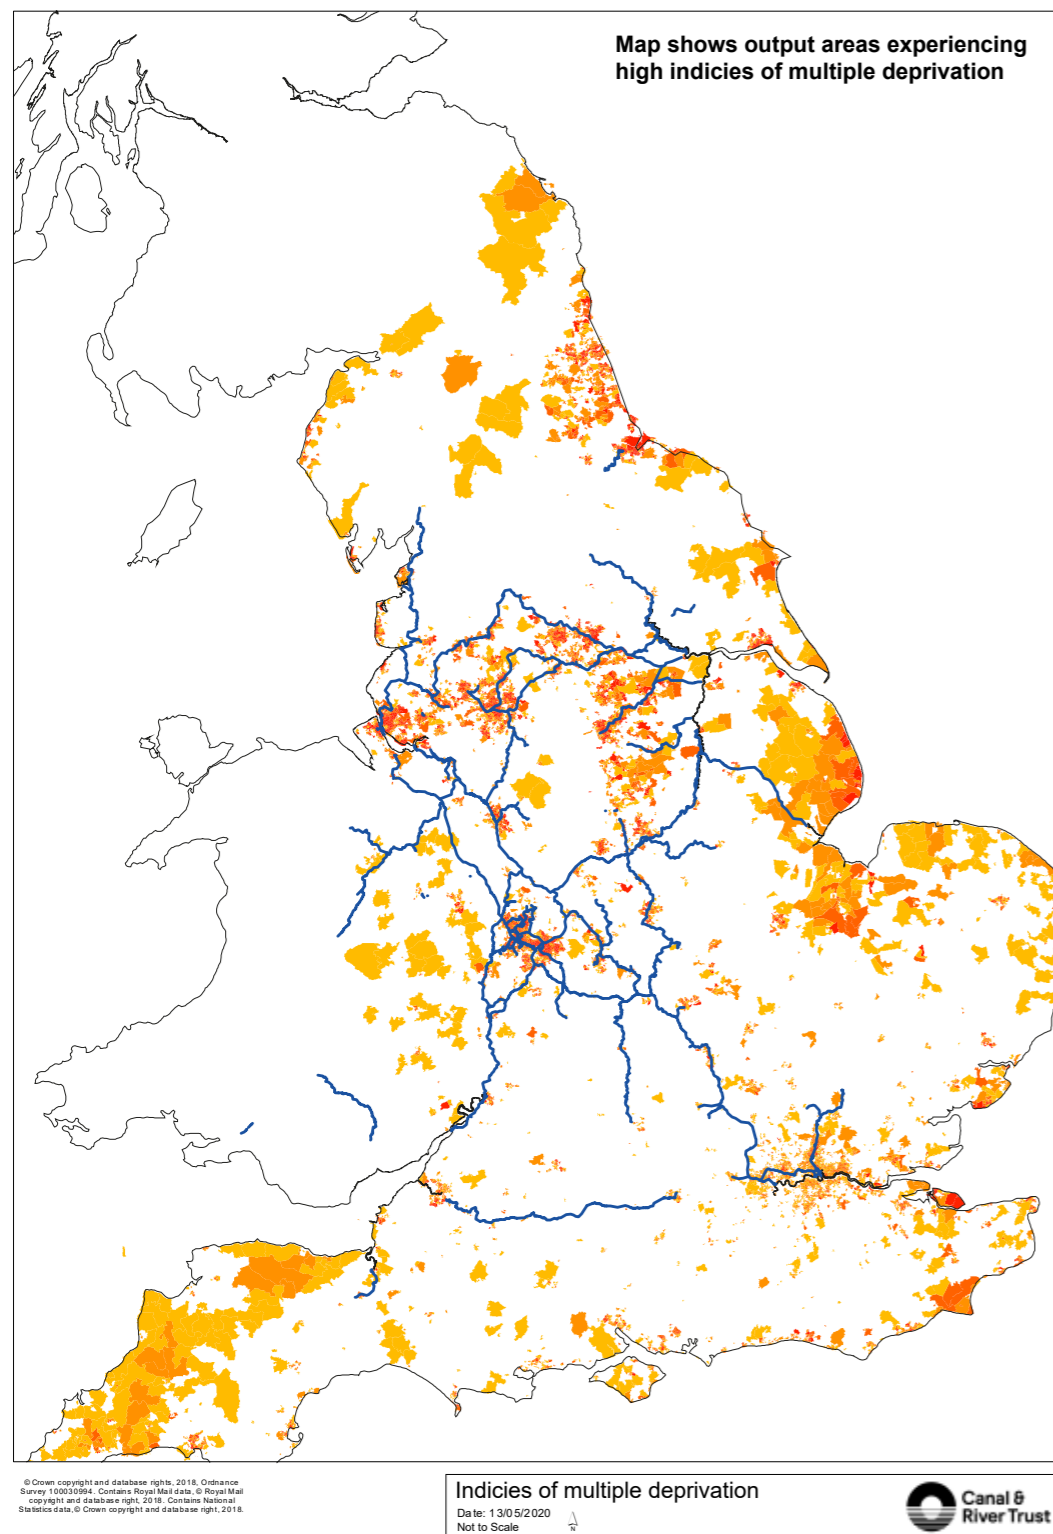 Map shows output areas experiencing
high indicies of multiple deprivation
© Crown copyright and database rights, 2018, Ordnance
Survey 100030994. Contains Royal Mail data, © Royal Mail
copyright and database right, 2018. Contains National
Statistics data, © Crown copyright and database right, 2018.
Indicies of multiple deprivation
Date: 13/05/2020
Not to Scale
N
Canal &
River Trust